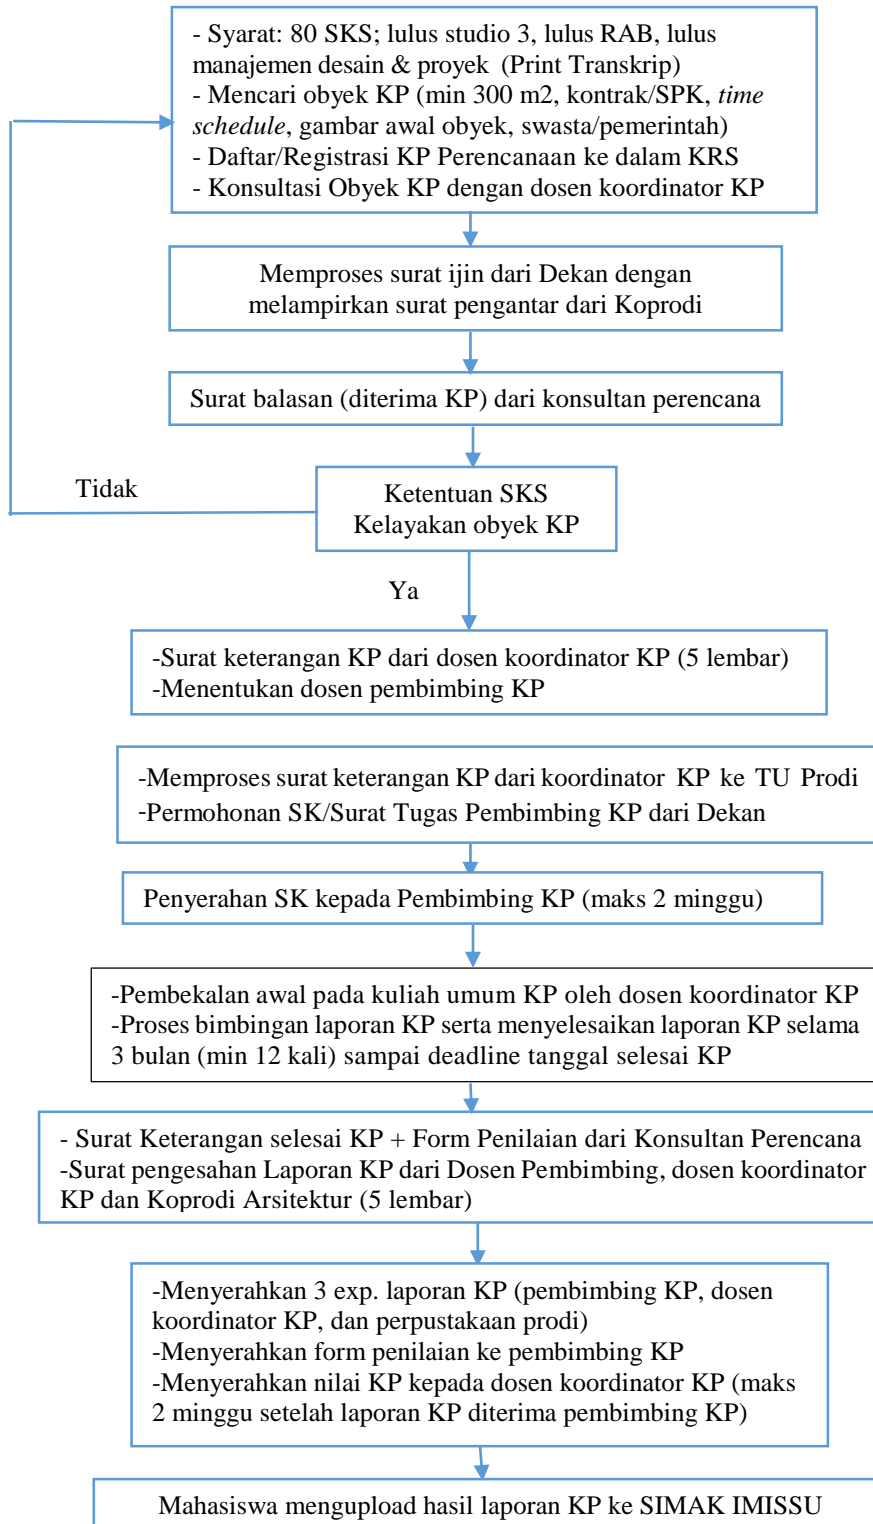 - Syarat: 80 SKS; lulus studio 3, lulus RAB, lulus
manajemen desain & proyek (Print Transkrip)
- Mencari obyek KP (min 300 m2, kontrak/SPK, time
schedule, gambar awal obyek, swasta/pemerintah)
- Daftar/Registrasi KP Perencanaan ke dalam KRS
- Konsultasi Obyek KP dengan dosen koordinator KP
Memproses surat ijin dari Dekan dengan
melampirkan surat pengantar dari Koprodi
Surat balasan (diterima KP) dari konsultan perencana
Tidak
Ketentuan SKS
Kelayakan obyek KP
Ya
-Surat keterangan KP dari dosen koordinator KP (5 lembar)
-Menentukan dosen pembimbing KP
-Memproses surat keterangan KP dari koordinator KP ke TU Prodi
-Permohonan SK/Surat Tugas Pembimbing KP dari Dekan
Penyerahan SK kepada Pembimbing KP (maks 2 minggu)
-Pembekalan awal pada kuliah umum KP oleh dosen koordinator KP
-Proses bimbingan laporan KP serta menyelesaikan laporan KP selama
3 bulan (min 12 kali) sampai deadline tanggal selesai KP
- Surat Keterangan selesai KP + Form Penilaian dari Konsultan Perencana
-Surat pengesahan Laporan KP dari Dosen Pembimbing, dosen koordinator
KP dan Koprodi Arsitektur (5 lembar)
-Menyerahkan 3 exp. laporan KP (pembimbing KP, dosen
koordinator KP, dan perpustakaan prodi)
-Menyerahkan form penilaian ke pembimbing KP
-Menyerahkan nilai KP kepada dosen koordinator KP (maks
2 minggu setelah laporan KP diterima pembimbing KP)
Mahasiswa mengupload hasil laporan KP ke SIMAK IMISSU